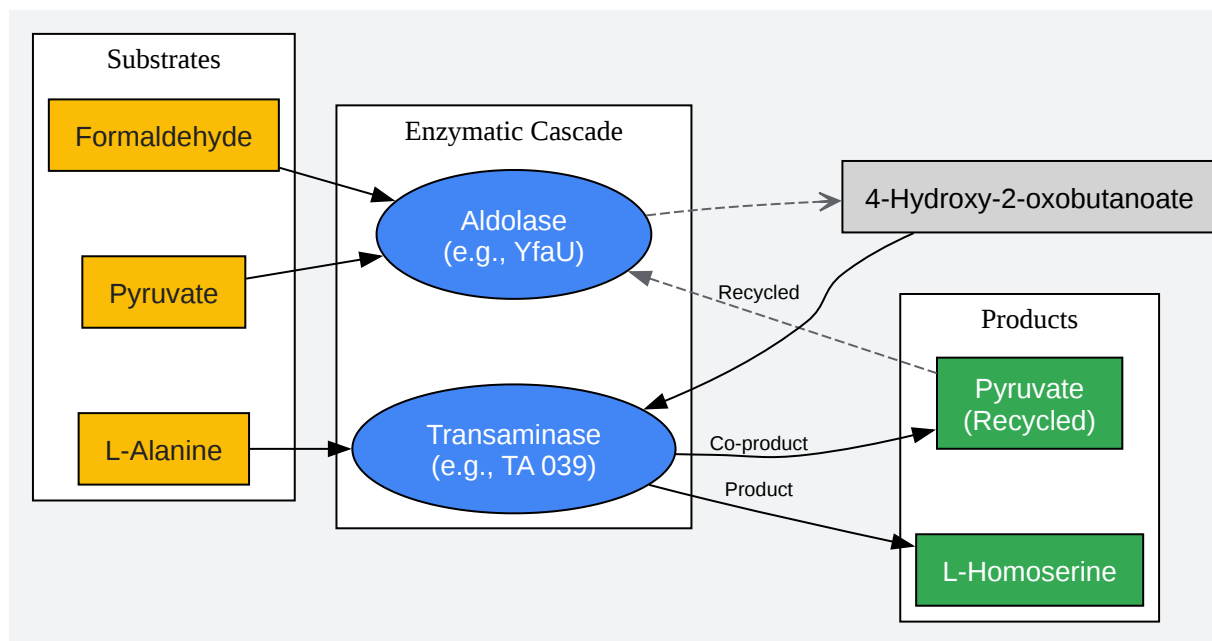 Substrates
Formaldehyde
Pyruvate
L-Alanine
Enzymatic Cascade
Aldolase
(e.g., YfaU)
Transaminase
(e.g., TA 039)
4-Hydroxy-2-oxobutanoate
Recycled
Co-product
Product
Products
Pyruvate
(Recycled)
L-Homoserine